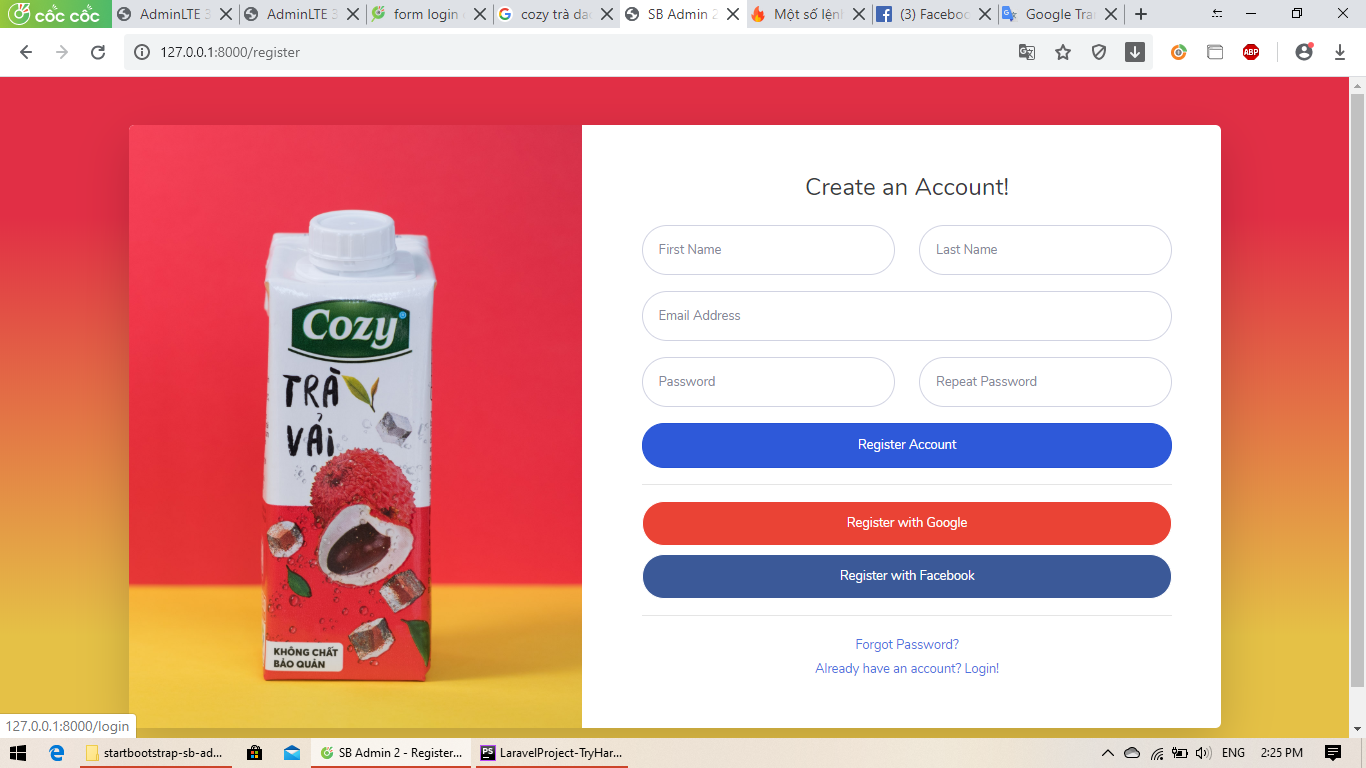 cốc cốc
AdminLTE 3
AdminLTE 3
form login
cozy trà dac
SB Admin 2
Một số lệnh
(3) Faceboo
Google Tra
127.0.0.1:8000/register
ABP
Create an Account!
First Name
Last Name
Email Address
Password
Repeat Password
Register Account
Register with Google
Register with Facebook
Forgot Password?
Already have an account? Login!
Cozy
TRÀ
VẢI
KHÔNG CHẤT
BẢO QUẢN
127.0.0.1:8000/login
startbootstrap-sb-ad...
SB Admin 2 - Register...
PS
LaravelProject-TryHar...
ENG
2:25 PM